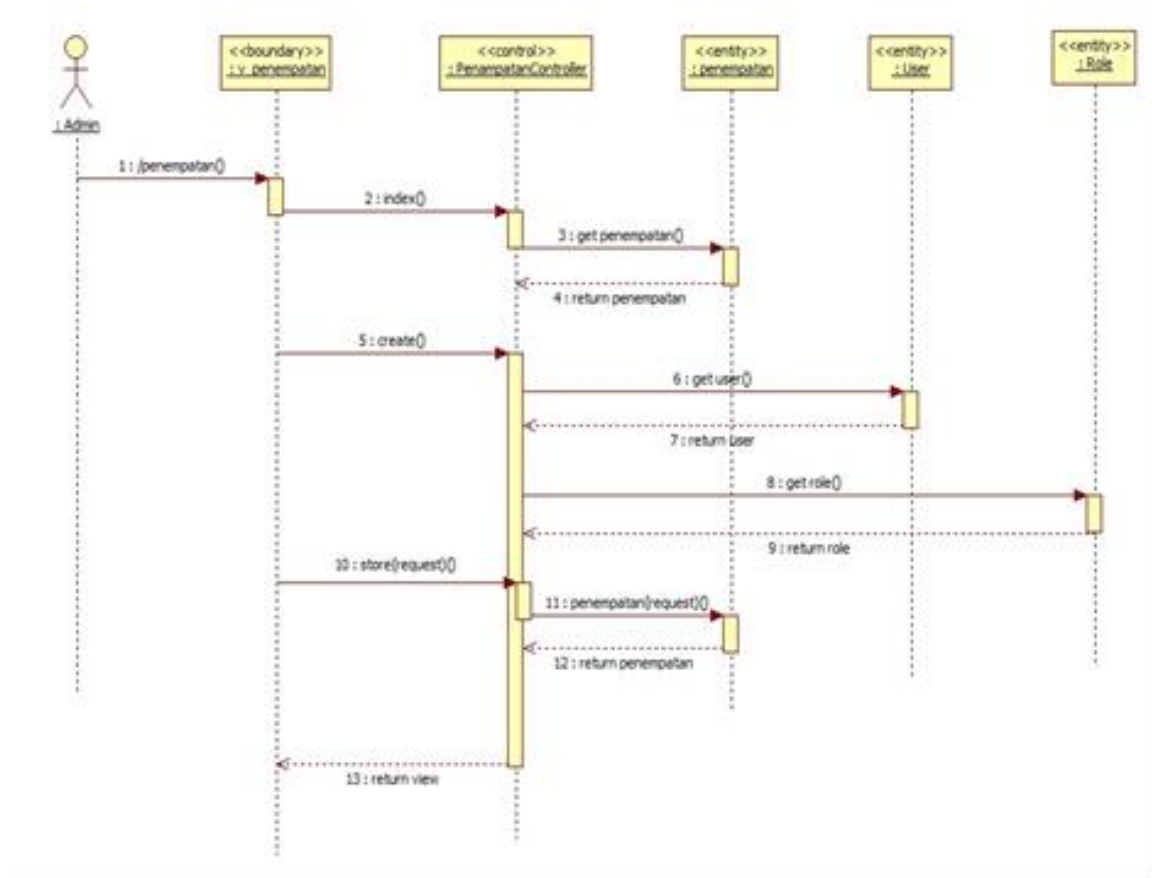 <<boundary>>
: v_penempatan
<<control>>
: PenampatanController
<<entity>>
: penempatan
<<entity>>
: User
<<entity>>
: Role
: Admin
1 : /penempatan()
2 : index()
3 : get penempatan()
4 : return penempatan
5 : create()
6 : get user()
7 : return user
8 : get role()
9 : return role
10 : store(request)()
11 : penempatan(request)()
12 : return penempatan
13 : return view